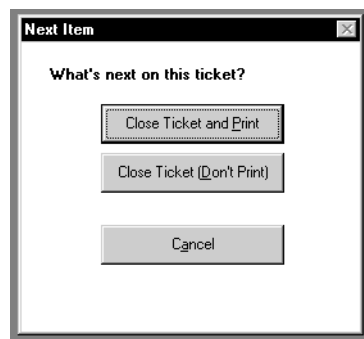 Next Item
What's next on this ticket?
Close Ticket and Print
Close Ticket (Don't Print)
Cancel